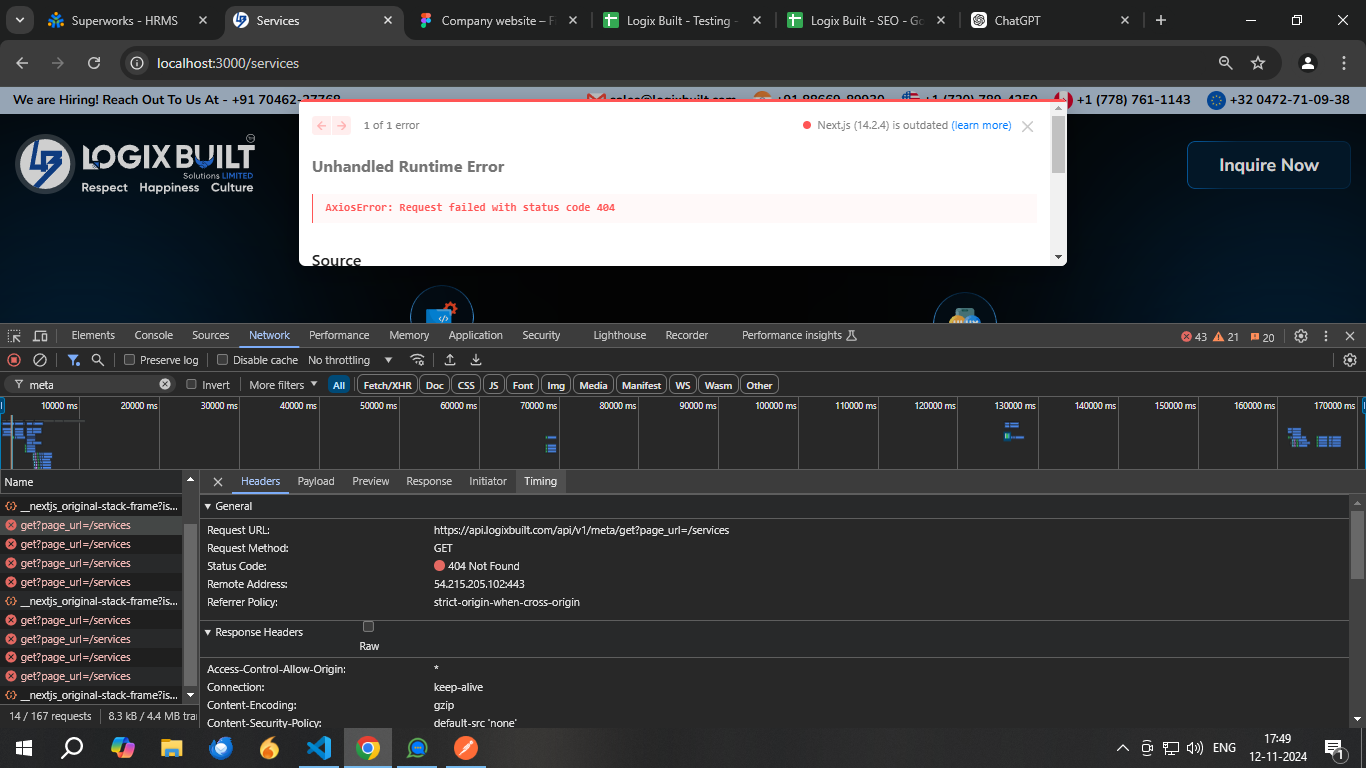 Superworks - HRMS
Services
Company website – F
Logix Built - Testing -
Logix Built - SEO - Go
ChatGPT
localhost:3000/services
We are Hiring! Reach Out To Us At - +91 70462-27768
sales@logixbuilt.com
+91 88669-89930
+1 (720) 789-4250
+1 (778) 761-1143
+32 0472-71-09-38
LOGIX BUILT
Solutions LIMITED
Respect Happiness Culture
Inquire Now
1 of 1 error
Next.js (14.2.4) is outdated (learn more)
Unhandled Runtime Error
AxiosError: Request failed with status code 404
Source
Elements Console Sources Network Performance Memory Application Security Lighthouse Recorder Performance insights
43 21 20
Preserve log Disable cache No throttling
meta Invert More filters All Fetch/XHR Doc CSS JS Font Img Media Manifest WS Wasm Other
10000 ms 20000 ms 30000 ms 40000 ms 50000 ms 60000 ms 70000 ms 80000 ms 90000 ms 100000 ms 110000 ms 120000 ms 130000 ms 140000 ms 150000 ms 160000 ms 170000 ms
Name
Headers Payload Preview Response Initiator Timing
__nextjs_original-stack-frame?is...
get?page_url=/services
get?page_url=/services
get?page_url=/services
get?page_url=/services
__nextjs_original-stack-frame?is...
get?page_url=/services
get?page_url=/services
get?page_url=/services
get?page_url=/services
__nextjs_original-stack-frame?is...
14 / 167 requests 8.3 kB / 4.4 MB tra
General
Request URL: https://api.logixbuilt.com/api/v1/meta/get?page_url=/services
Request Method: GET
Status Code: 404 Not Found
Remote Address: 54.215.205.102:443
Referrer Policy: strict-origin-when-cross-origin
Response Headers
Raw
Access-Control-Allow-Origin: *
Connection: keep-alive
Content-Encoding: gzip
Content-Security-Policy: default-src 'none'
ENG
17:49
12-11-2024
1